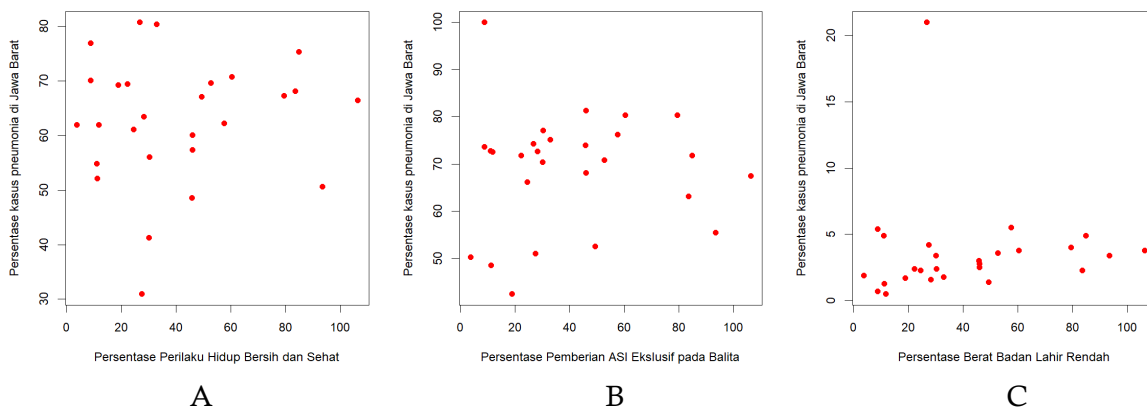 Persentase kasus pneumonia di Jawa Barat
80
70
60
50
40
30
0 20 40 60 80 100
Persentase Perilaku Hidup Bersih dan Sehat
A
Persentase kasus pneumonia di Jawa Barat
100
90
80
70
60
50
0 20 40 60 80 100
Persentase Pemberian ASI Ekslusif pada Balita
B
Persentase kasus pneumonia di Jawa Barat
20
15
10
5
0
0 20 40 60 80 100
Persentase Berat Badan Lahir Rendah
C